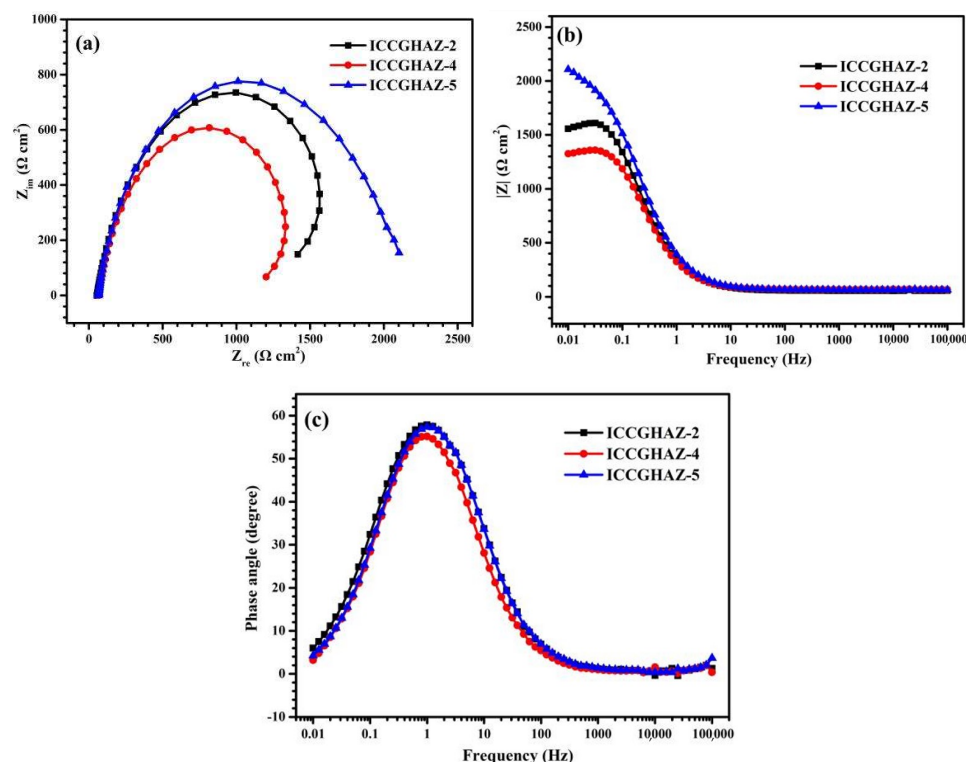 (a)
ICCGHAZ-2
ICCGHAZ-4
ICCGHAZ-5
1000
800
600
400
200
0
Zim (Ω cm2)
0
500
1000
1500
2000
2500
Zre (Ω cm2)
(b)
ICCGHAZ-2
ICCGHAZ-4
ICCGHAZ-5
2500
2000
1500
1000
500
0
|Z| (Ω cm2)
0.01
0.1
1
10
100
1000
10,000
100,000
Frequency (Hz)
(c)
ICCGHAZ-2
ICCGHAZ-4
ICCGHAZ-5
60
50
40
30
20
10
0
-10
Phase angle (degree)
0.01
0.1
1
10
100
1000
10,000
100,000
Frequency (Hz)